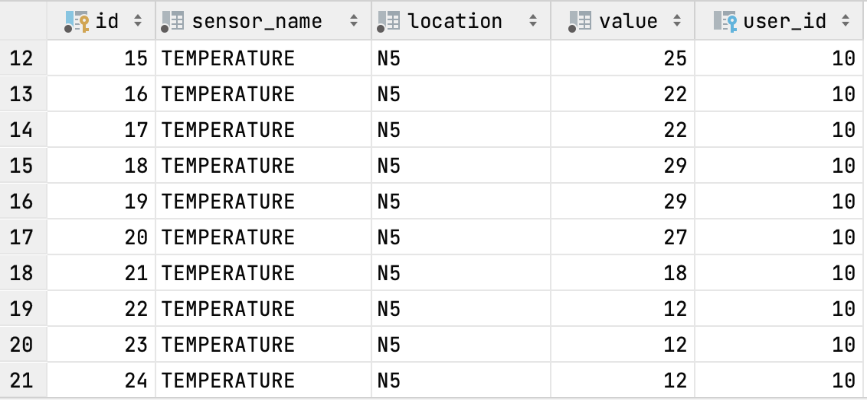 id sensor_name location value user_id
12 15 TEMPERATURE N5 25 10
13 16 TEMPERATURE N5 22 10
14 17 TEMPERATURE N5 22 10
15 18 TEMPERATURE N5 29 10
16 19 TEMPERATURE N5 29 10
17 20 TEMPERATURE N5 27 10
18 21 TEMPERATURE N5 18 10
19 22 TEMPERATURE N5 12 10
20 23 TEMPERATURE N5 12 10
21 24 TEMPERATURE N5 12 10